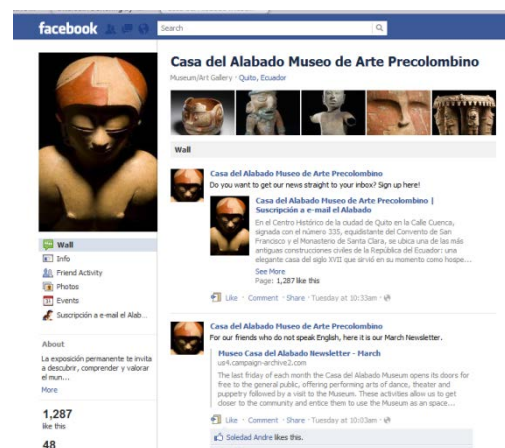 facebook
Search
Casa del Alabado Museo de Arte Precolombino
Museum/Art Gallery · Quito, Ecuador
Wall
Casa del Alabado Museo de Arte Precolombino
Do you want to get our news straight to your inbox? Sign up here!
Casa del Alabado Museo de Arte Precolombino |
Suscripción a e-mail el Alabado
En el Centro Histórico de la ciudad de Quito en la Calle Cuenca,
signada con el número 335, equidistante del Convento de San
Francisco y el Monasterio de Santa Clara, se ubica una de las más
antiguas construcciones civiles de la República del Ecuador: una
elegante casa del siglo XVII que sirvió en su momento como hospe...
See More
Page: 1,287 like this
Like · Comment · Share · Tuesday at 10:33am ·
Casa del Alabado Museo de Arte Precolombino
For our friends who do not speak English, here it is our March Newsletter.
Museo Casa del Alabado Newsletter - March
us4.campaign-archive2.com
The last friday of each month the Casa del Alabado Museum opens its doors for
free to the general public, offering performing arts of dance, theater and
puppetry followed by a visit to the Museum. These activities allow us to get
closer to the community and entice them to use the Museum as an space...
Like · Comment · Share · Tuesday at 10:03am ·
Soledad Andre likes this.
Wall
Info
Friend Activity
Photos
Events
Suscripción a e-mail el Alab...
About
La exposición permanente te invita
a descubrir, comprender y valorar
el mun...
More
1,287
like this
48